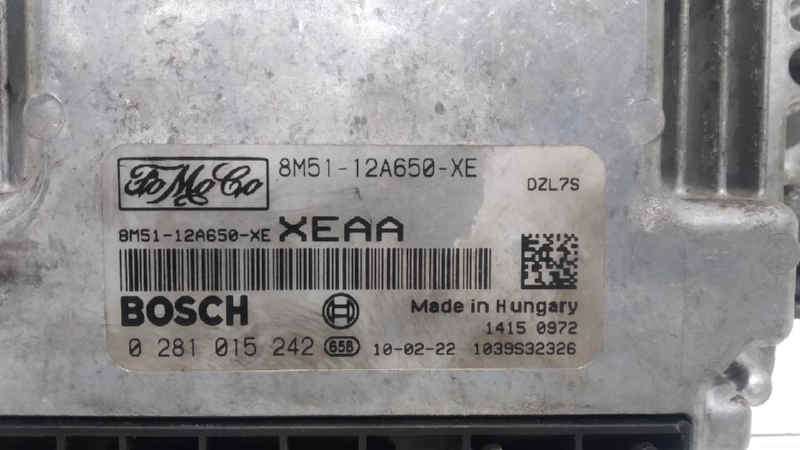 FoMoCo 8M51-12A650-XE
DZL7S
8M51-12A650-XE XEAA
BOSCH Made in Hungary
1415 0972
0 281 015 242 658 10-02-22 1039S32326